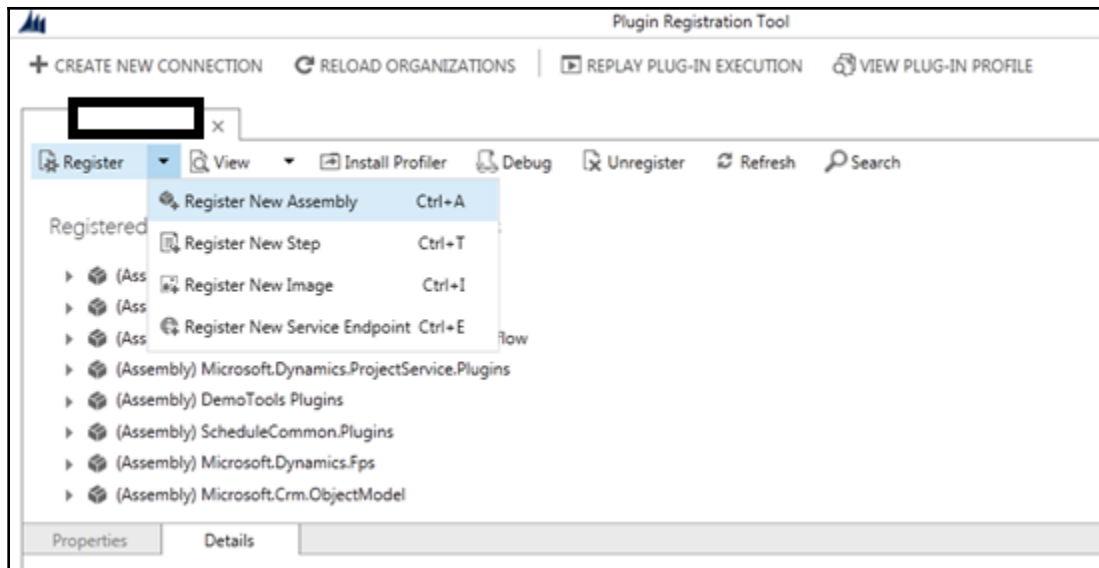 Plugin Registration Tool
CREATE NEW CONNECTION RELOAD ORGANIZATIONS REPLAY PLUG-IN EXECUTION VIEW PLUG-IN PROFILE
Register View Install Profiler Debug Unregister Refresh Search
Register New Assembly Ctrl+A
Registered
Register New Step Ctrl+T
(Ass
Register New Image Ctrl+I
(Ass
Register New Service Endpoint Ctrl+E
(Ass flow
(Assembly) Microsoft.Dynamics.ProjectService.Plugins
(Assembly) DemoTools Plugins
(Assembly) ScheduleCommon.Plugins
(Assembly) Microsoft.Dynamics.Fps
(Assembly) Microsoft.Crm.ObjectModel
Properties Details